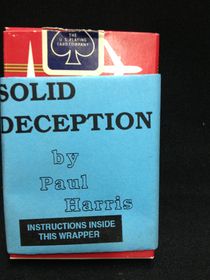 THE
U.S. PLAYING
CARD COMPANY
SOLID
DECEPTION
by
Paul
Harris
INSTRUCTIONS INSIDE
THIS WRAPPER